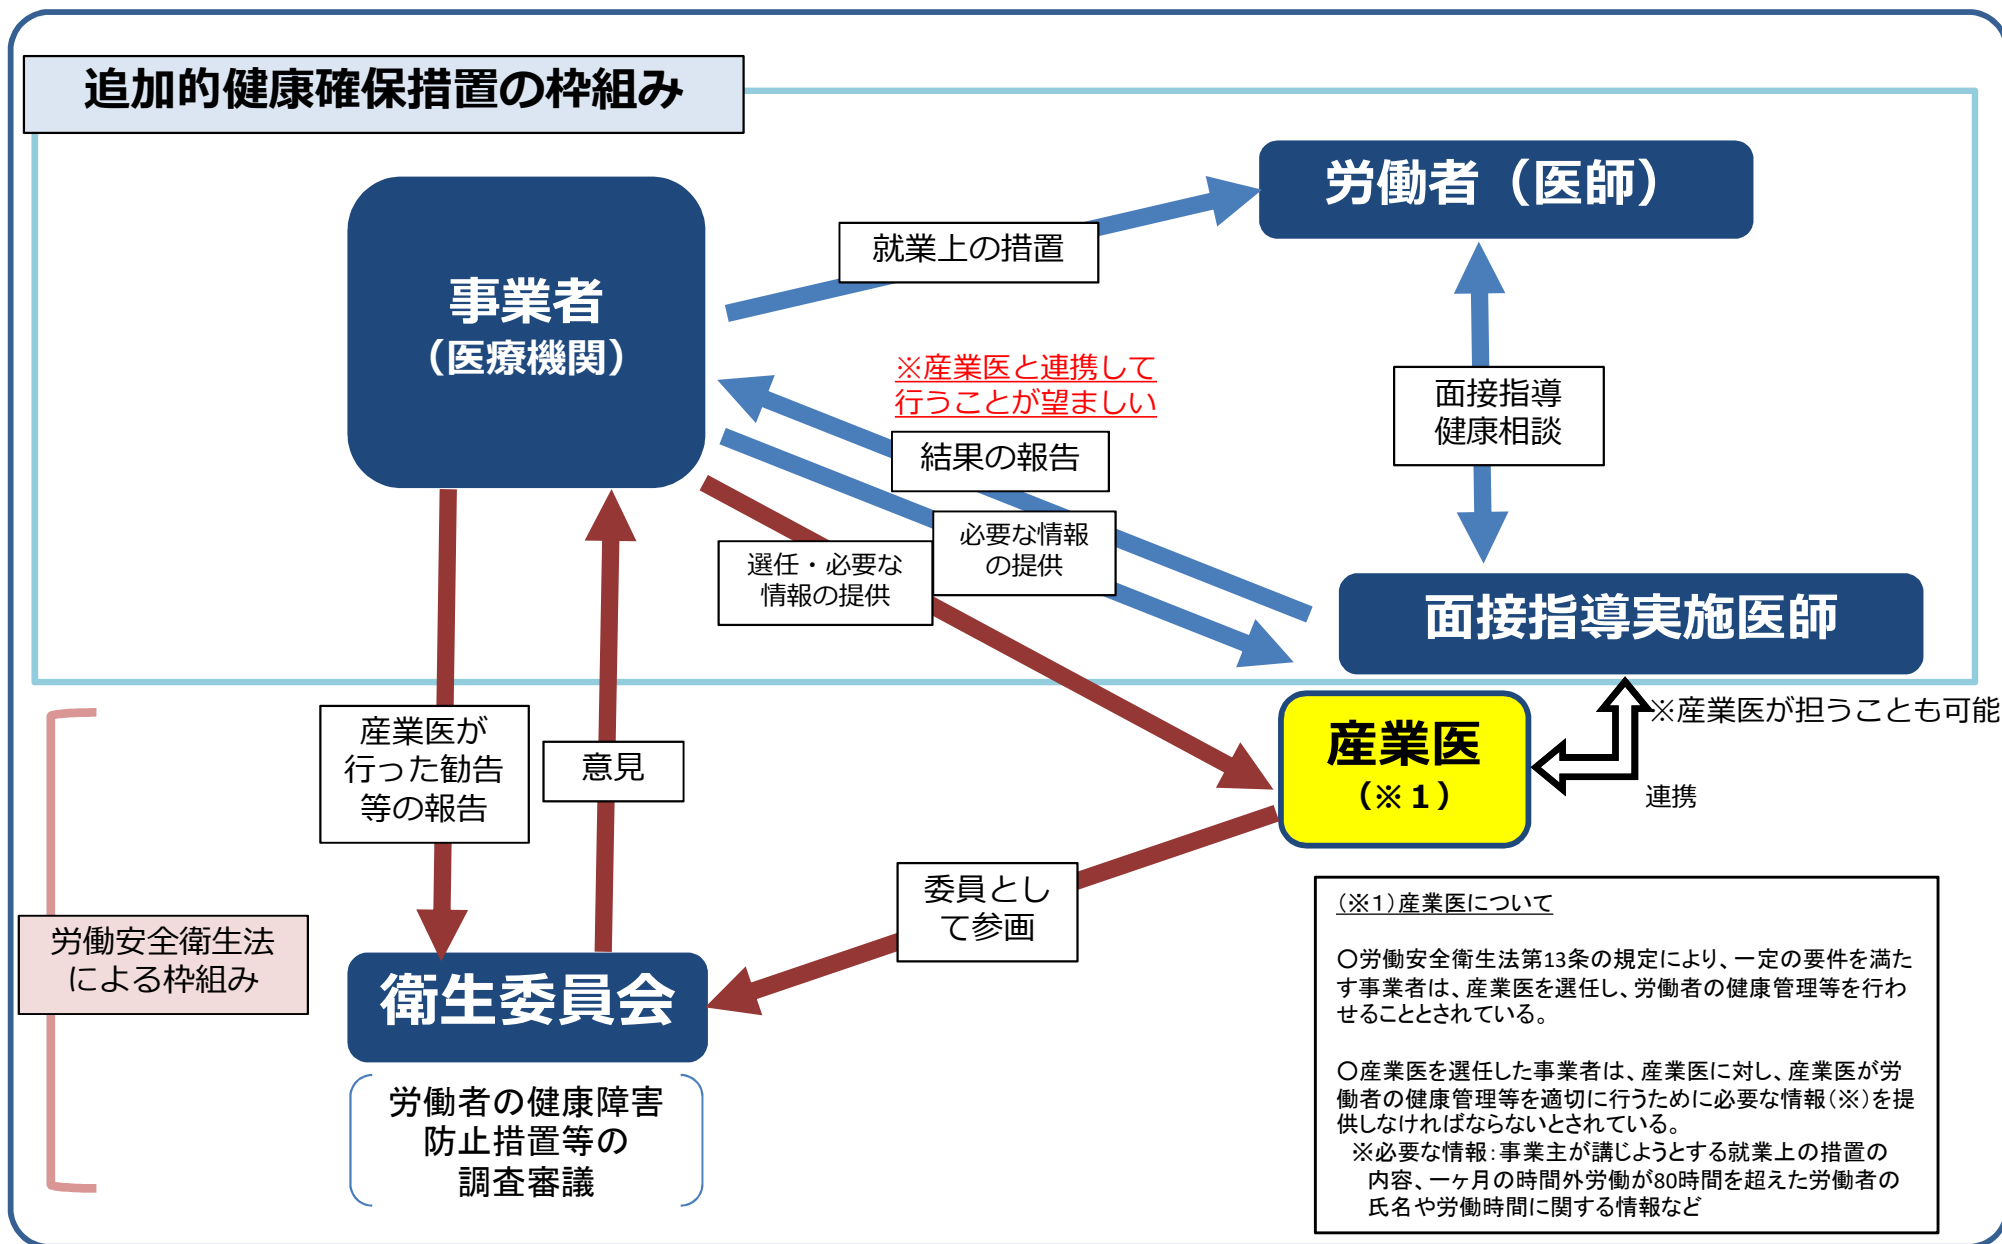 追加的健康確保措置の枠組み
労働者（医師）
就業上の措置
事業者
（医療機関）
※産業医と連携して
行うことが望ましい
面接指導
健康相談
結果の報告
必要な情報
の提供
選任・必要な
情報の提供
面接指導実施医師
※産業医が担うことも可能
産業医
（※１）
連携
産業医が
行った勧告
等の報告
意見
委員とし
て参画
労働安全衛生法
による枠組み
衛生委員会
労働者の健康障害
防止措置等の
調査審議
（※1）産業医について
〇労働安全衛生法第13条の規定により、一定の要件を満た
す事業者は、産業医を選任し、労働者の健康管理等を行わ
せることとされている。
〇産業医を選任した事業者は、産業医に対し、産業医が労
働者の健康管理等を適切に行うために必要な情報（※）を提
供しなければならないとされている。
※必要な情報：事業主が講じようとする就業上の措置の
内容、一ヶ月の時間外労働が80時間を超えた労働者の
氏名や労働時間に関する情報など